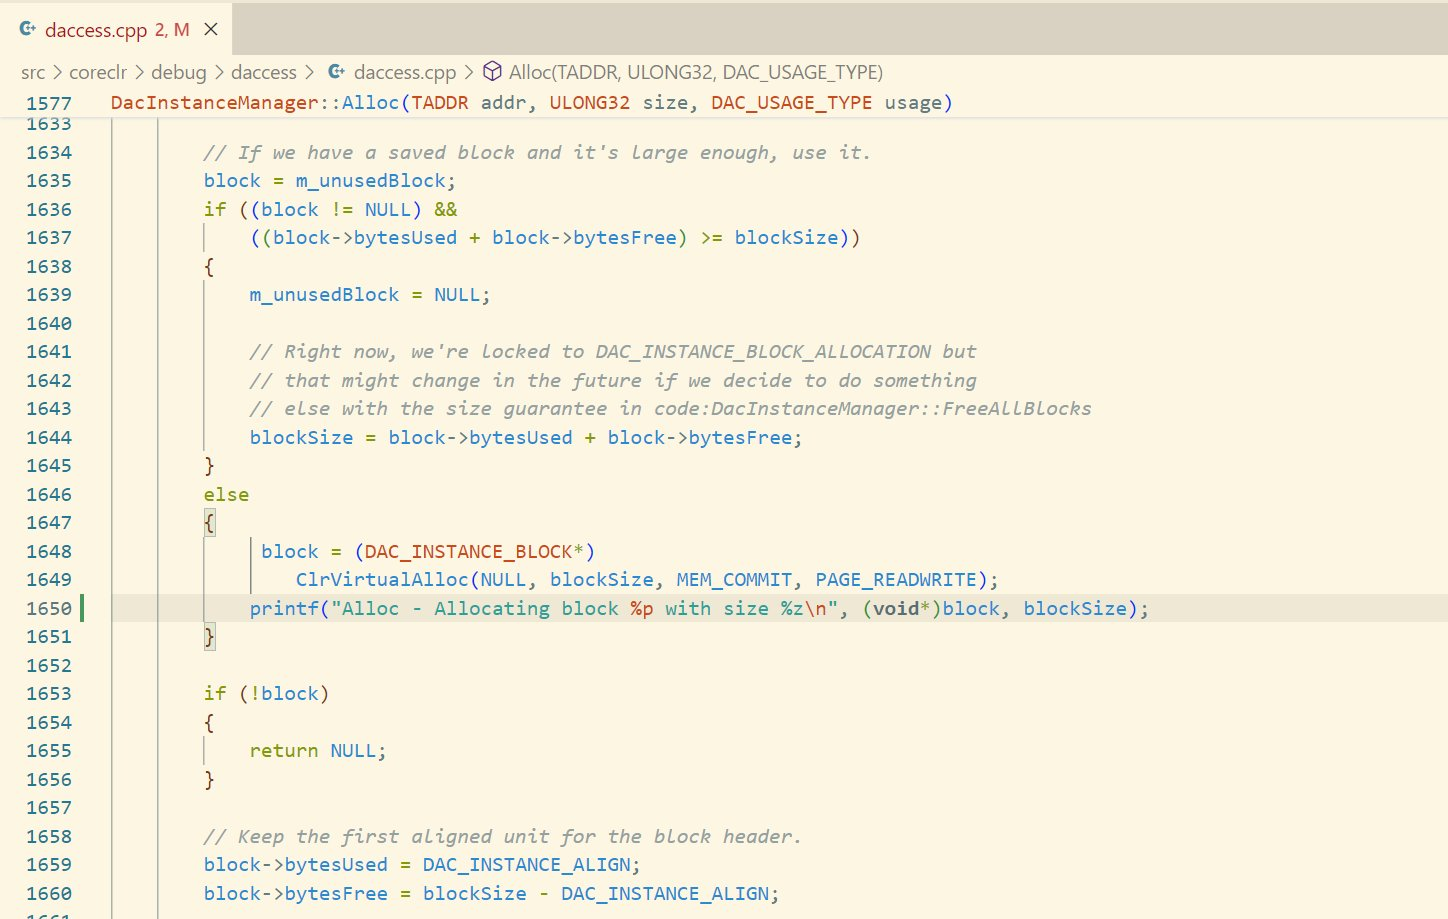 daccess.cpp 2, M
src > coreclr > debug > daccess > daccess.cpp > Alloc(TADDR, ULONG32, DAC_USAGE_TYPE)
1577 DacInstanceManager::Alloc(TADDR addr, ULONG32 size, DAC_USAGE_TYPE usage)
1633
1634 // If we have a saved block and it's large enough, use it.
1635 block = m_unusedBlock;
1636 if ((block != NULL) &&
1637 ((block->bytesUsed + block->bytesFree) >= blockSize))
1638 {
1639 m_unusedBlock = NULL;
1640
1641 // Right now, we're locked to DAC_INSTANCE_BLOCK_ALLOCATION but
1642 // that might change in the future if we decide to do something
1643 // else with the size guarantee in code:DacInstanceManager::FreeAllBlocks
1644 blockSize = block->bytesUsed + block->bytesFree;
1645 }
1646 else
1647 {
1648 block = (DAC_INSTANCE_BLOCK*)
1649 ClrVirtualAlloc(NULL, blockSize, MEM_COMMIT, PAGE_READWRITE);
1650 printf("Alloc - Allocating block %p with size %z\n", (void*)block, blockSize);
1651 }
1652
1653 if (!block)
1654 {
1655 return NULL;
1656 }
1657
1658 // Keep the first aligned unit for the block header.
1659 block->bytesUsed = DAC_INSTANCE_ALIGN;
1660 block->bytesFree = blockSize - DAC_INSTANCE_ALIGN;
1661